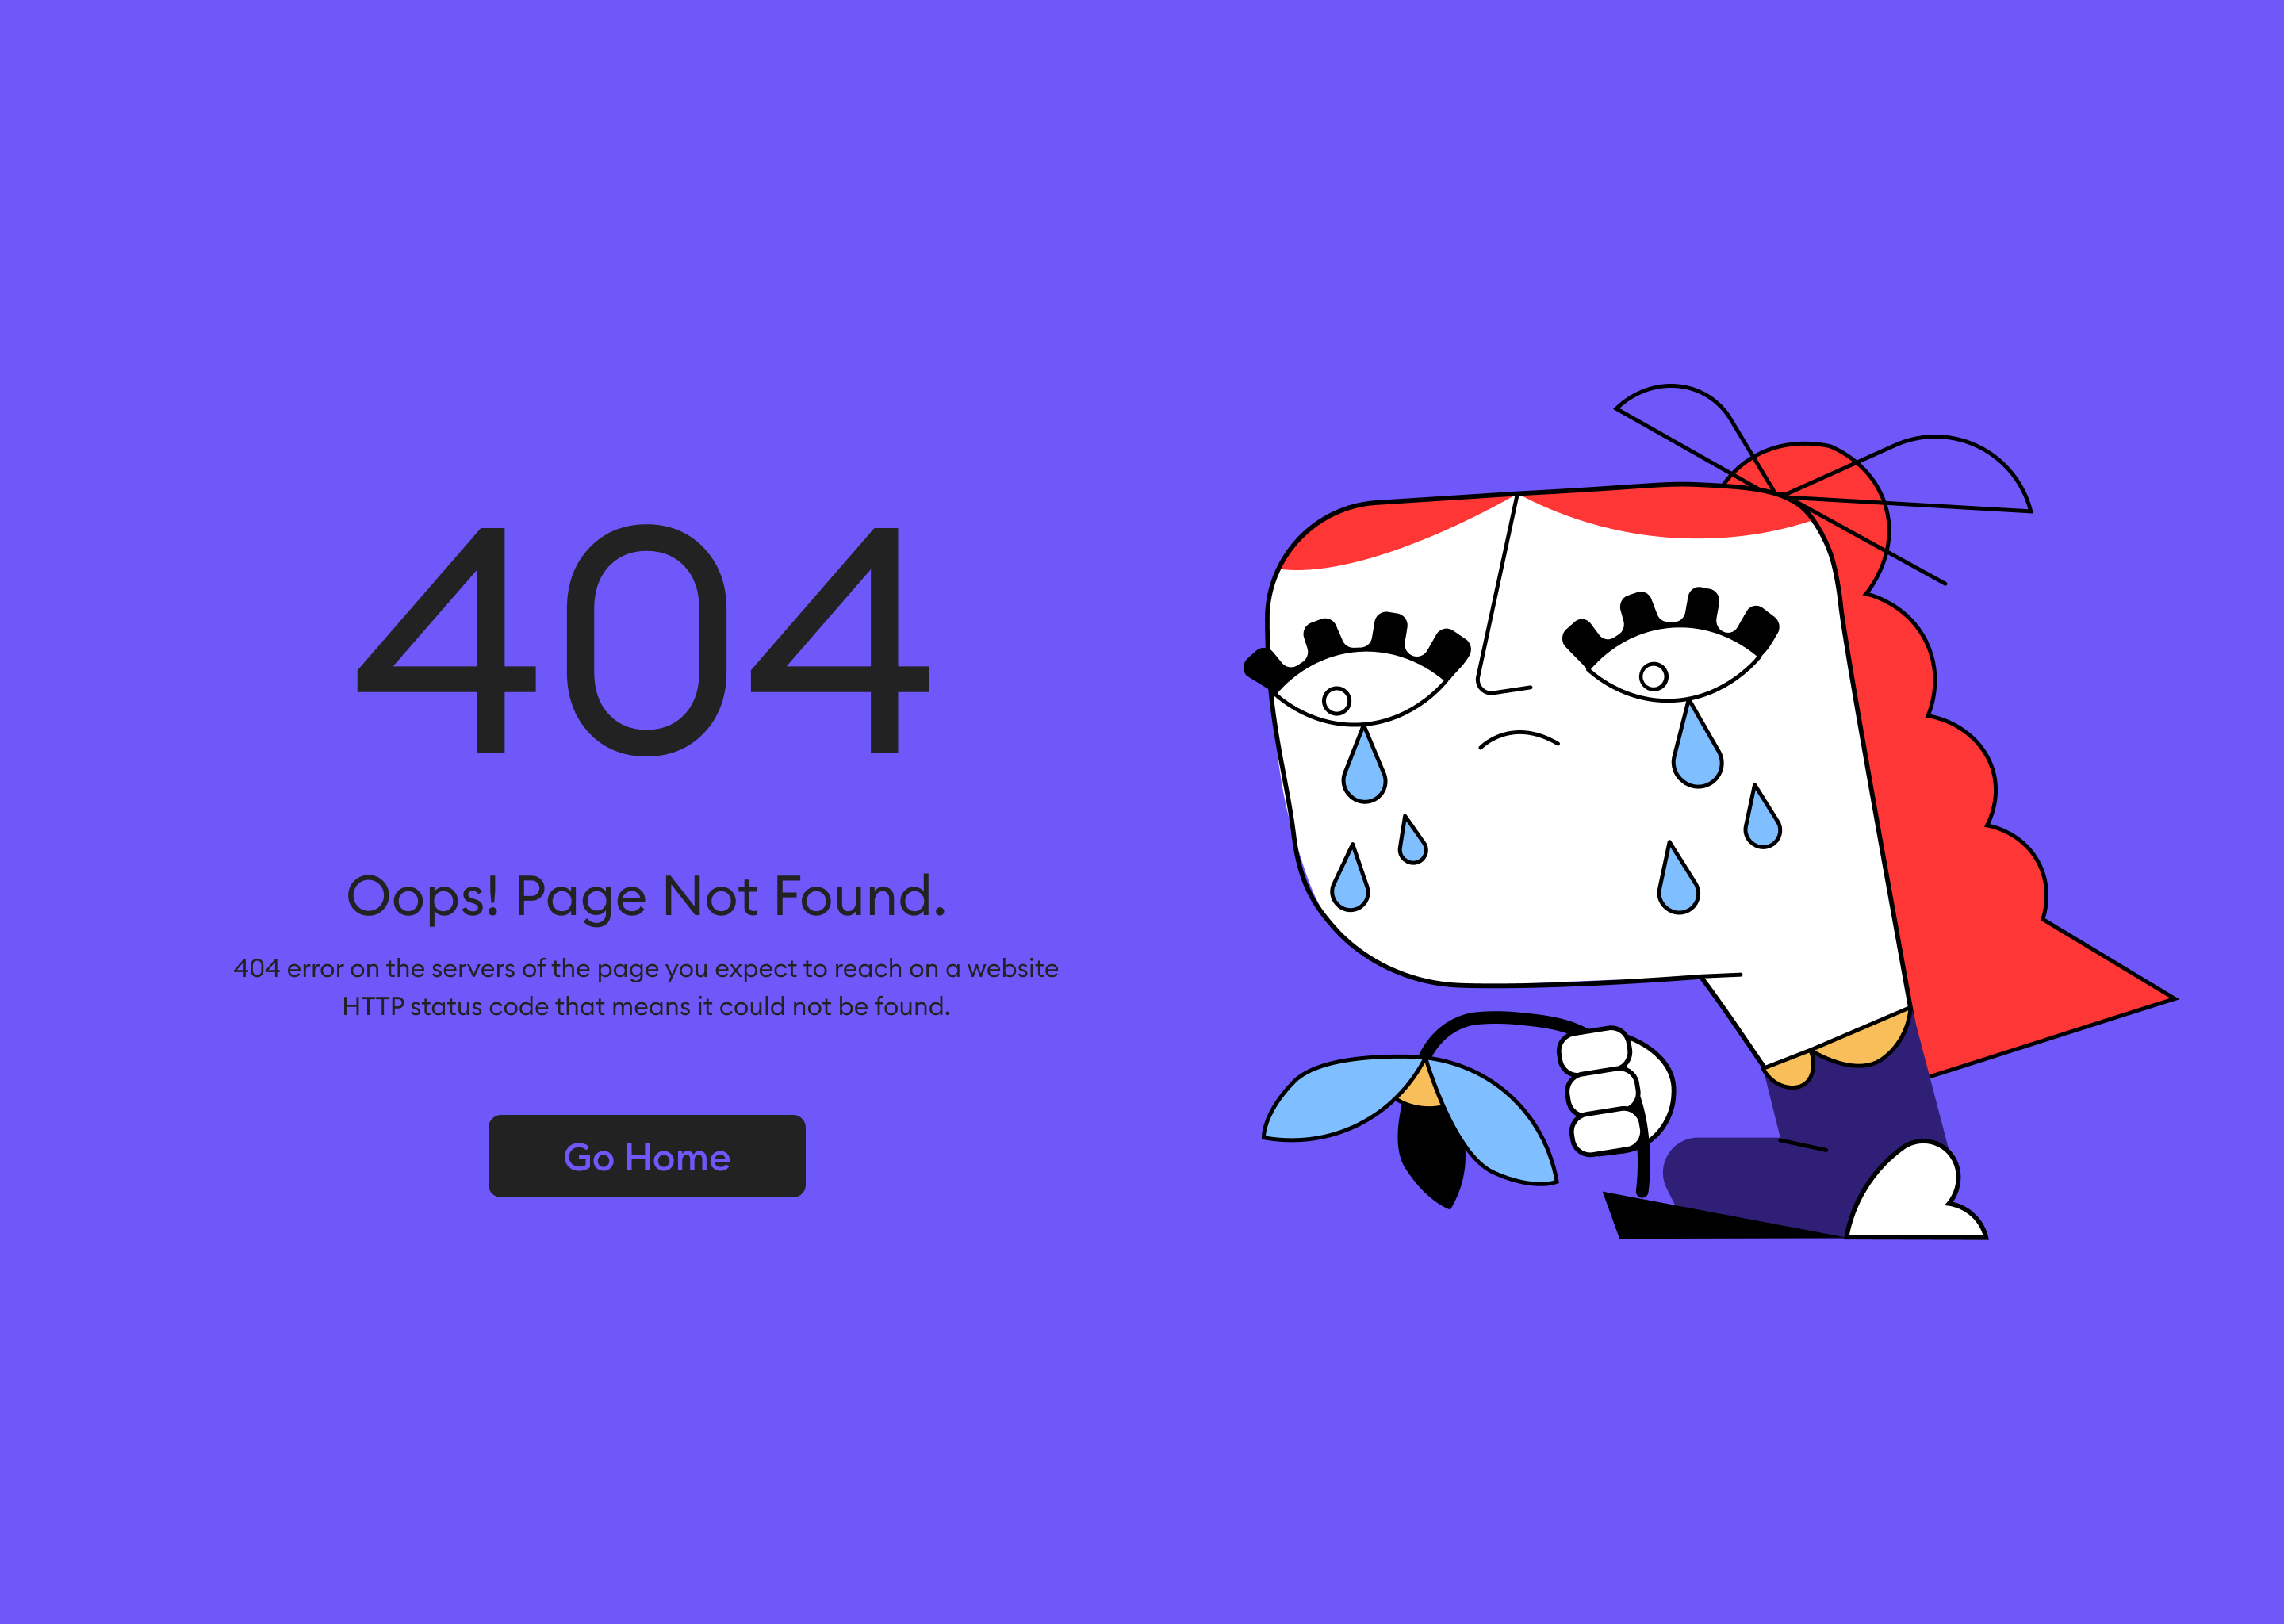 404
Oops! Page Not Found.
404 error on the servers of the page you expect to reach on a website
HTTP status code that means it could not be found.
Go Home